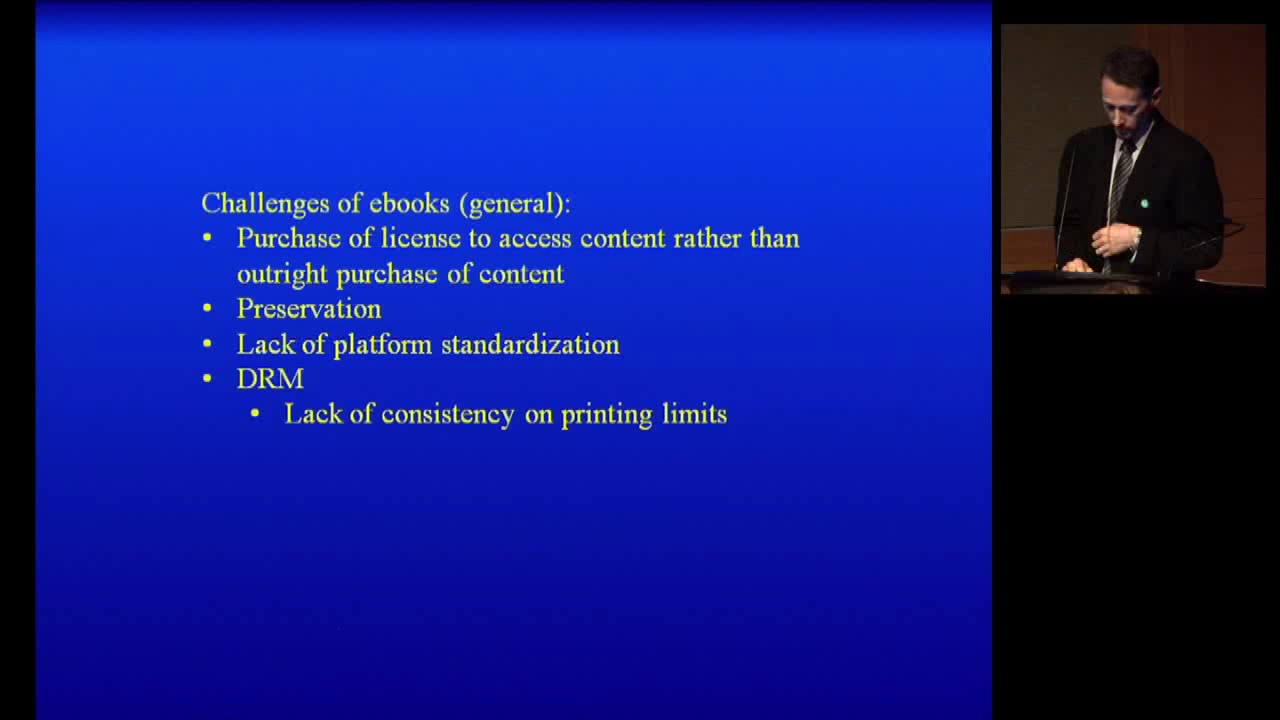 Challenges of ebooks (general):
• Purchase of license to access content rather than
outright purchase of content
• Preservation
• Lack of platform standardization
• DRM
• Lack of consistency on printing limits